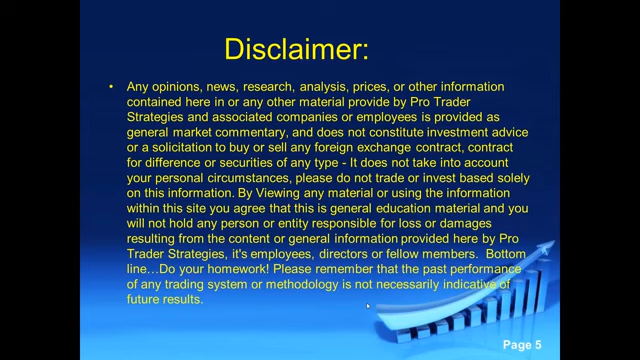 Disclaimer:
• Any opinions, news, research, analysis, prices, or other information
contained here in or any other material provide by Pro Trader
Strategies and associated companies or employees is provided as
general market commentary, and does not constitute investment advice
or a solicitation to buy or sell any foreign exchange contract, contract
for difference or securities of any type - It does not take into account
your personal circumstances, please do not trade or invest based solely
on this information. By Viewing any material or using the information
within this site you agree that this is general education material and you
will not hold any person or entity responsible for loss or damages
resulting from the content or general information provided here by Pro
Trader Strategies, it's employees, directors or fellow members. Bottom
line…Do your homework! Please remember that the past performance
of any trading system or methodology is not necessarily indicative of
future results.
Page 5